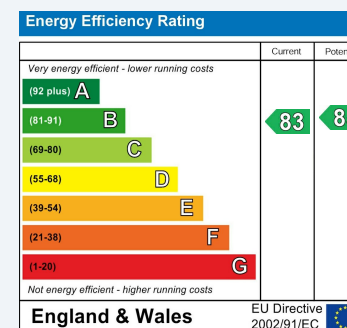 Energy Efficiency Rating
Current
Very energy efficient - lower running costs
(92 plus) A
(81-91) B
83
(69-80) C
(55-68) D
(39-54) E
(21-38) F
(1-20) G
Not energy efficient - higher running costs
England & Wales
EU Directive
2002/91/EC